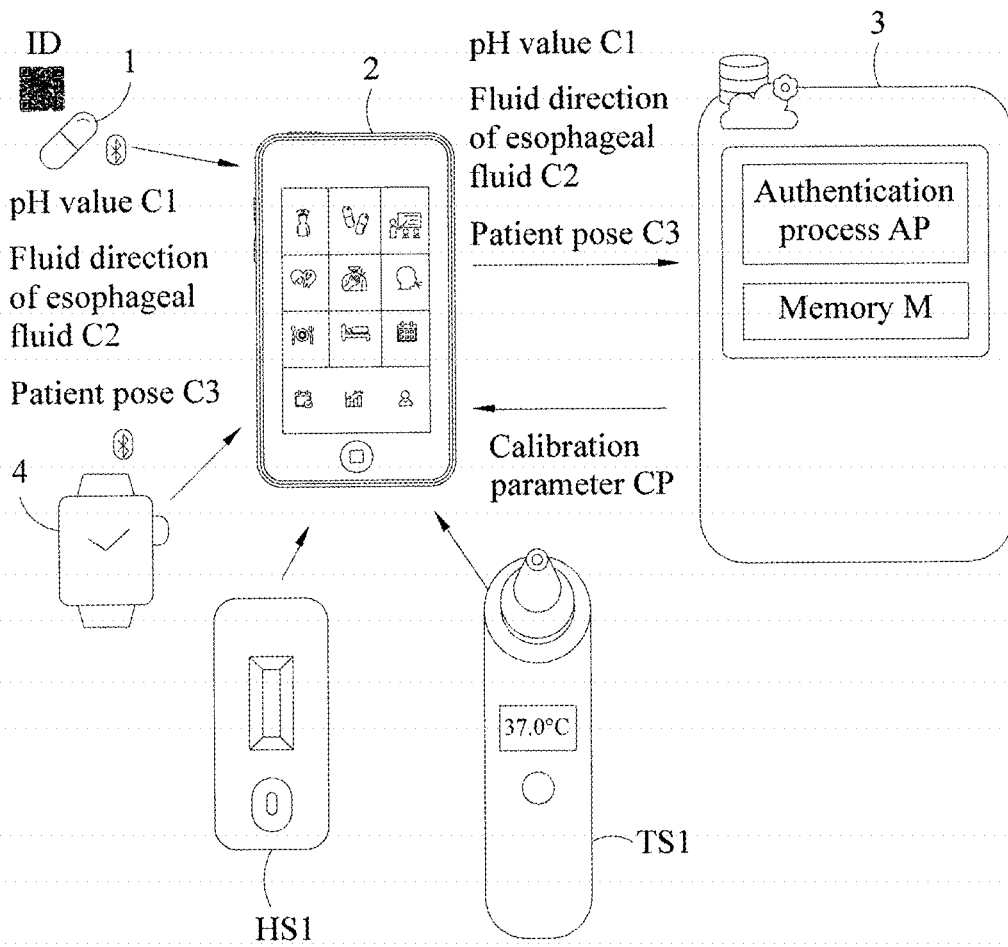 ID
1
pH value C1
Fluid direction
of esophageal
fluid C2
Patient pose C3
4
2
pH value C1
Fluid direction
of esophageal
fluid C2
Patient pose C3
3
Authentication
process AP
Memory M
Calibration
parameter CP
37.0°C
HS1
TS1